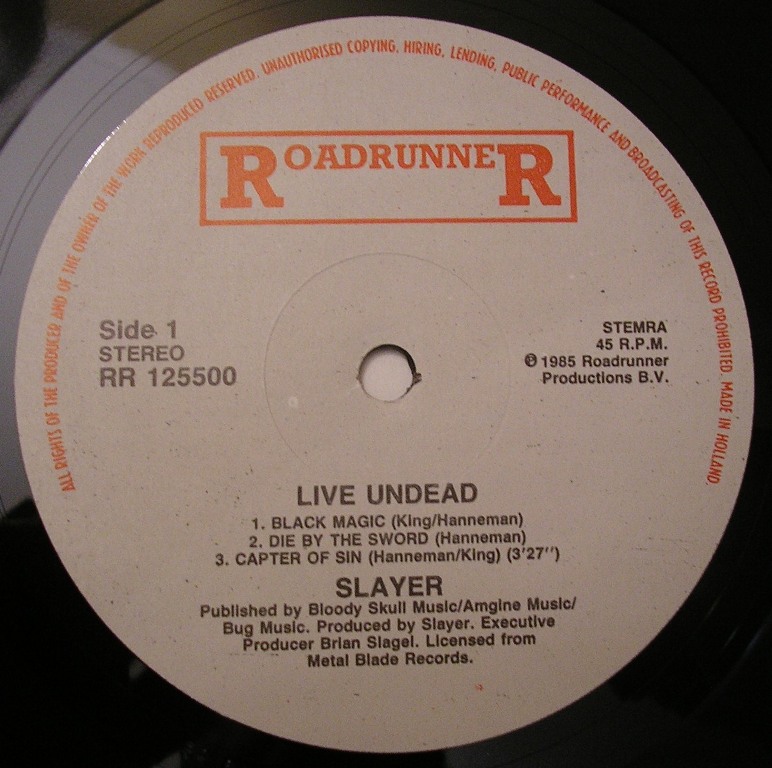 ALL RIGHTS OF THE PRODUCER AND OF THE OWNER OF THE WORK REPRODUCED RESERVED. UNAUTHORISED COPYING, HIRING, LENDING, PUBLIC PERFORMANCE AND BROADCASTING OF THIS RECORD PROHIBITED. MADE IN HOLLAND.
ROADRUNNER
Side 1
STEREO
RR 125500
STEMRA
45 R.P.M.
℗ 1985 Roadrunner
Productions B.V.
LIVE UNDEAD
1. BLACK MAGIC (King/Hanneman)
2. DIE BY THE SWORD (Hanneman)
3. CAPTER OF SIN (Hanneman/King) (3'27'')
SLAYER
Published by Bloody Skull Music/Amgine Music/
Bug Music. Produced by Slayer. Executive
Producer Brian Slagel. Licensed from
Metal Blade Records.